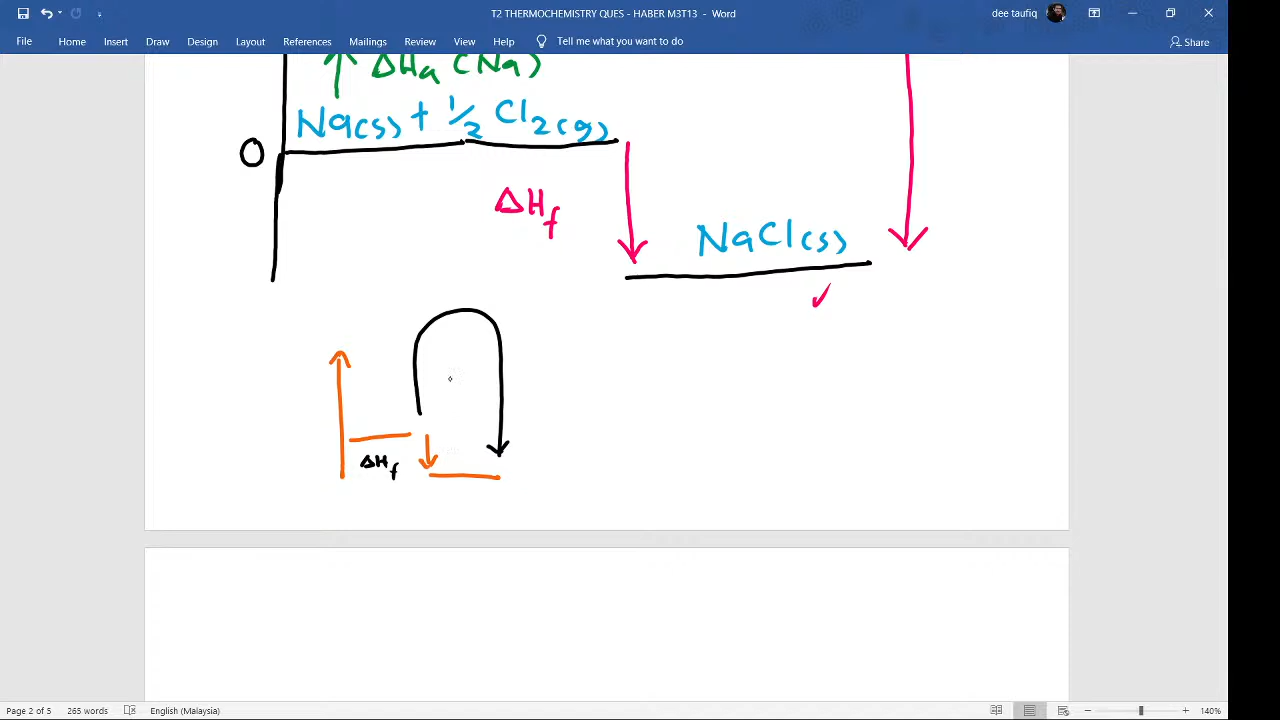 T2 THERMOCHEMISTRY QUES - HABER M3T13 - Word
dee taufiq
File Home Insert Draw Design Layout References Mailings Review View Help Tell me what you want to do
Share
ΔHa (Na)
Na(s) + 1/2 Cl2(g)
0
ΔHf
NaCl(s)
ΔHf
Page 2 of 5 265 words English (Malaysia) 140%